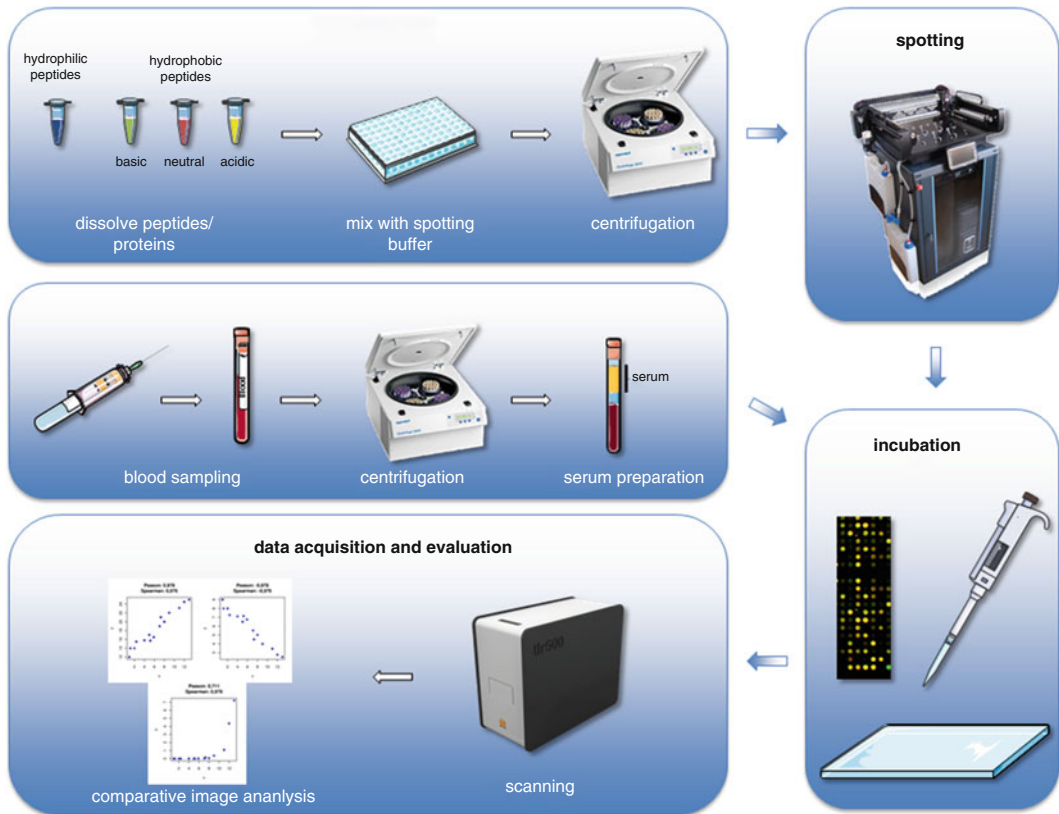 hydrophilic
peptides
hydrophobic
peptides
basic
neutral
acidic
dissolve peptides/
proteins
mix with spotting
buffer
centrifugation
spotting
blood sampling
centrifugation
serum
serum preparation
incubation
data acquisition and evaluation
comparative image ananlysis
scanning